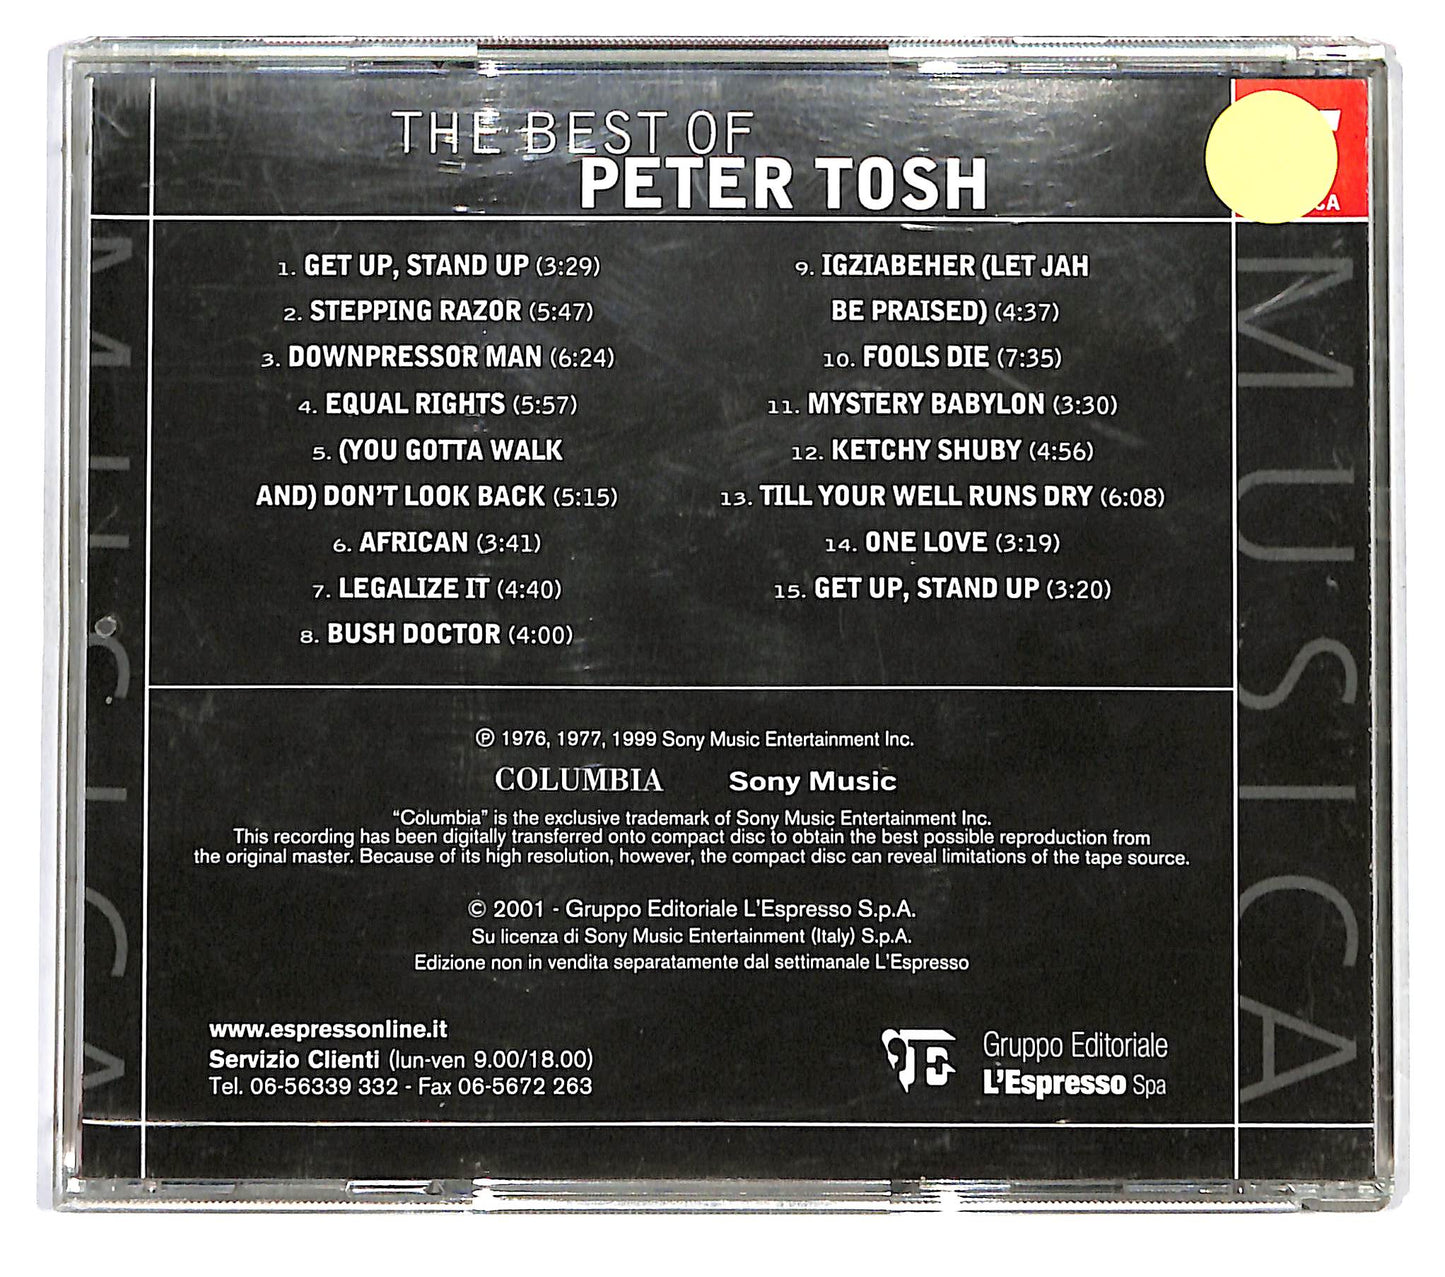 THE BEST OF
PETER TOSH
1. GET UP, STAND UP (3:29)
2. STEPPING RAZOR (5:47)
3. DOWNPRESSOR MAN (6:24)
4. EQUAL RIGHTS (5:57)
5. (YOU GOTTA WALK
AND) DON'T LOOK BACK (5:15)
6. AFRICAN (3:41)
7. LEGALIZE IT (4:40)
8. BUSH DOCTOR (4:00)
9. IGZIABEHER (LET JAH
BE PRAISED) (4:37)
10. FOOLS DIE (7:35)
11. MYSTERY BABYLON (3:30)
12. KETCHY SHUBY (4:56)
13. TILL YOUR WELL RUNS DRY (6:08)
14. ONE LOVE (3:19)
15. GET UP, STAND UP (3:20)
MUSICA
℗ 1976, 1977, 1999 Sony Music Entertainment Inc.
COLUMBIA Sony Music
“Columbia” is the exclusive trademark of Sony Music Entertainment Inc.
This recording has been digitally transferred onto compact disc to obtain the best possible reproduction from
the original master. Because of its high resolution, however, the compact disc can reveal limitations of the tape source.
© 2001 - Gruppo Editoriale L'Espresso S.p.A.
Su licenza di Sony Music Entertainment (Italy) S.p.A.
Edizione non in vendita separatamente dal settimanale L'Espresso
www.espressonline.it
Servizio Clienti (lun-ven 9.00/18.00)
Tel. 06-56339 332 - Fax 06-5672 263
Gruppo Editoriale
L'Espresso Spa